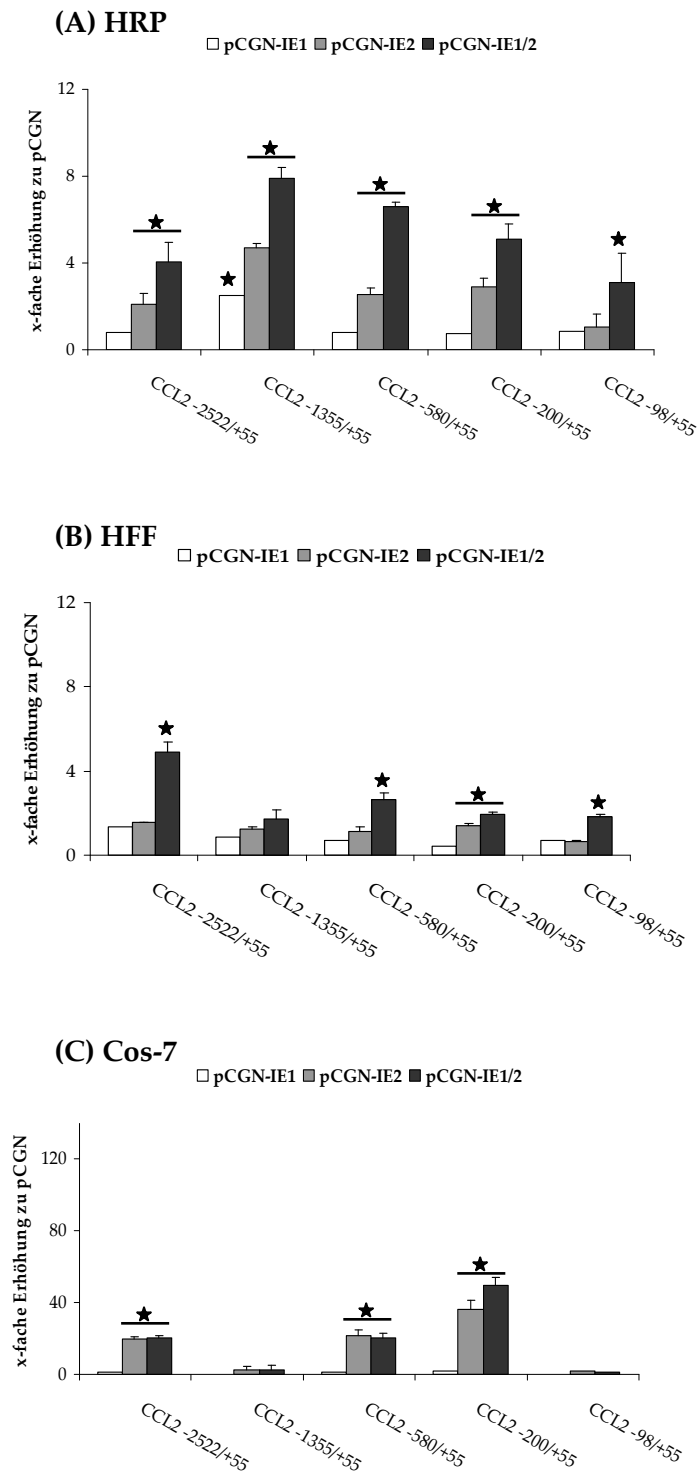 (A) HRP
pCGN-IE1 pCGN-IE2 pCGN-IE1/2
x-fache Erhöhung zu pCGN
12
8
4
0
CCL2 -2522/+55
CCL2 -1355/+55
CCL2 -580/+55
CCL2 -200/+55
CCL2 -98/+55
(B) HFF
pCGN-IE1 pCGN-IE2 pCGN-IE1/2
x-fache Erhöhung zu pCGN
12
8
4
0
CCL2 -2522/+55
CCL2 -1355/+55
CCL2 -580/+55
CCL2 -200/+55
CCL2 -98/+55
(C) Cos-7
pCGN-IE1 pCGN-IE2 pCGN-IE1/2
x-fache Erhöhung zu pCGN
120
80
40
0
CCL2 -2522/+55
CCL2 -1355/+55
CCL2 -580/+55
CCL2 -200/+55
CCL2 -98/+55